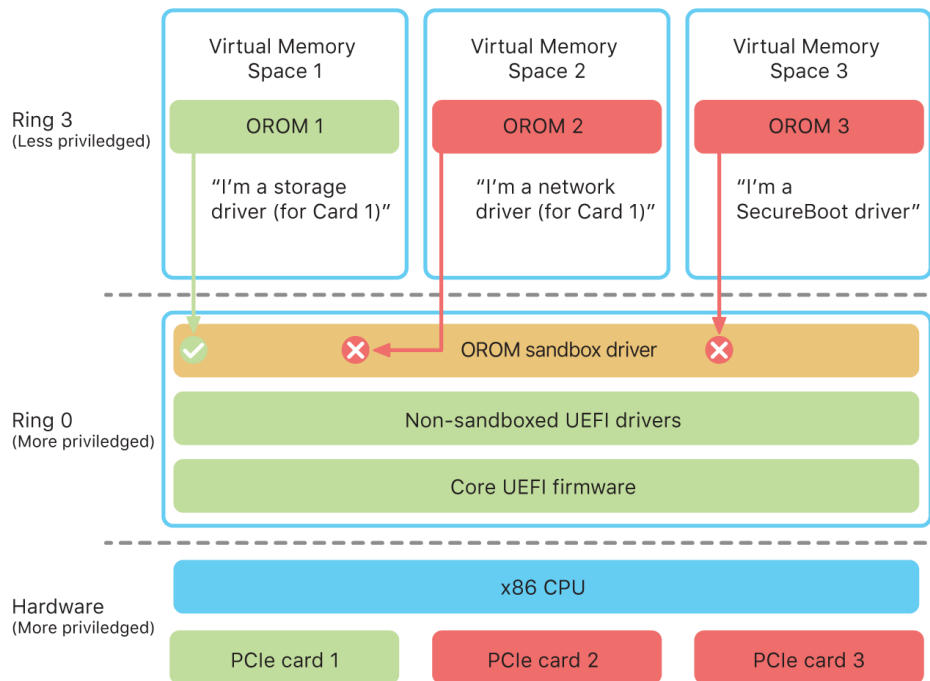 Virtual Memory
Space 1
Virtual Memory
Space 2
Virtual Memory
Space 3
Ring 3
(Less priviledged)
OROM 1
OROM 2
OROM 3
“I’m a storage
driver (for Card 1)”
“I’m a network
driver (for Card 1)”
“I’m a
SecureBoot driver”
OROM sandbox driver
Ring 0
(More priviledged)
Non-sandboxed UEFI drivers
Core UEFI firmware
x86 CPU
Hardware
(More priviledged)
PCIe card 1
PCIe card 2
PCIe card 3